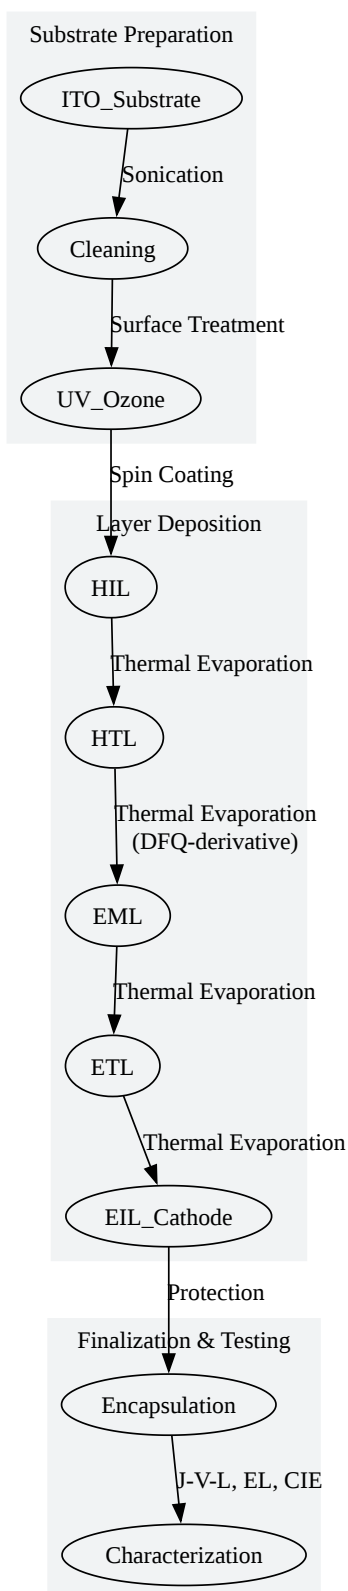 Substrate Preparation
ITO_Substrate
Sonication
Cleaning
Surface Treatment
UV_Ozone
Spin Coating
Layer Deposition
HIL
Thermal Evaporation
HTL
Thermal Evaporation
(DFQ-derivative)
EML
Thermal Evaporation
ETL
Thermal Evaporation
EIL_Cathode
Protection
Finalization & Testing
Encapsulation
J-V-L, EL, CIE
Characterization